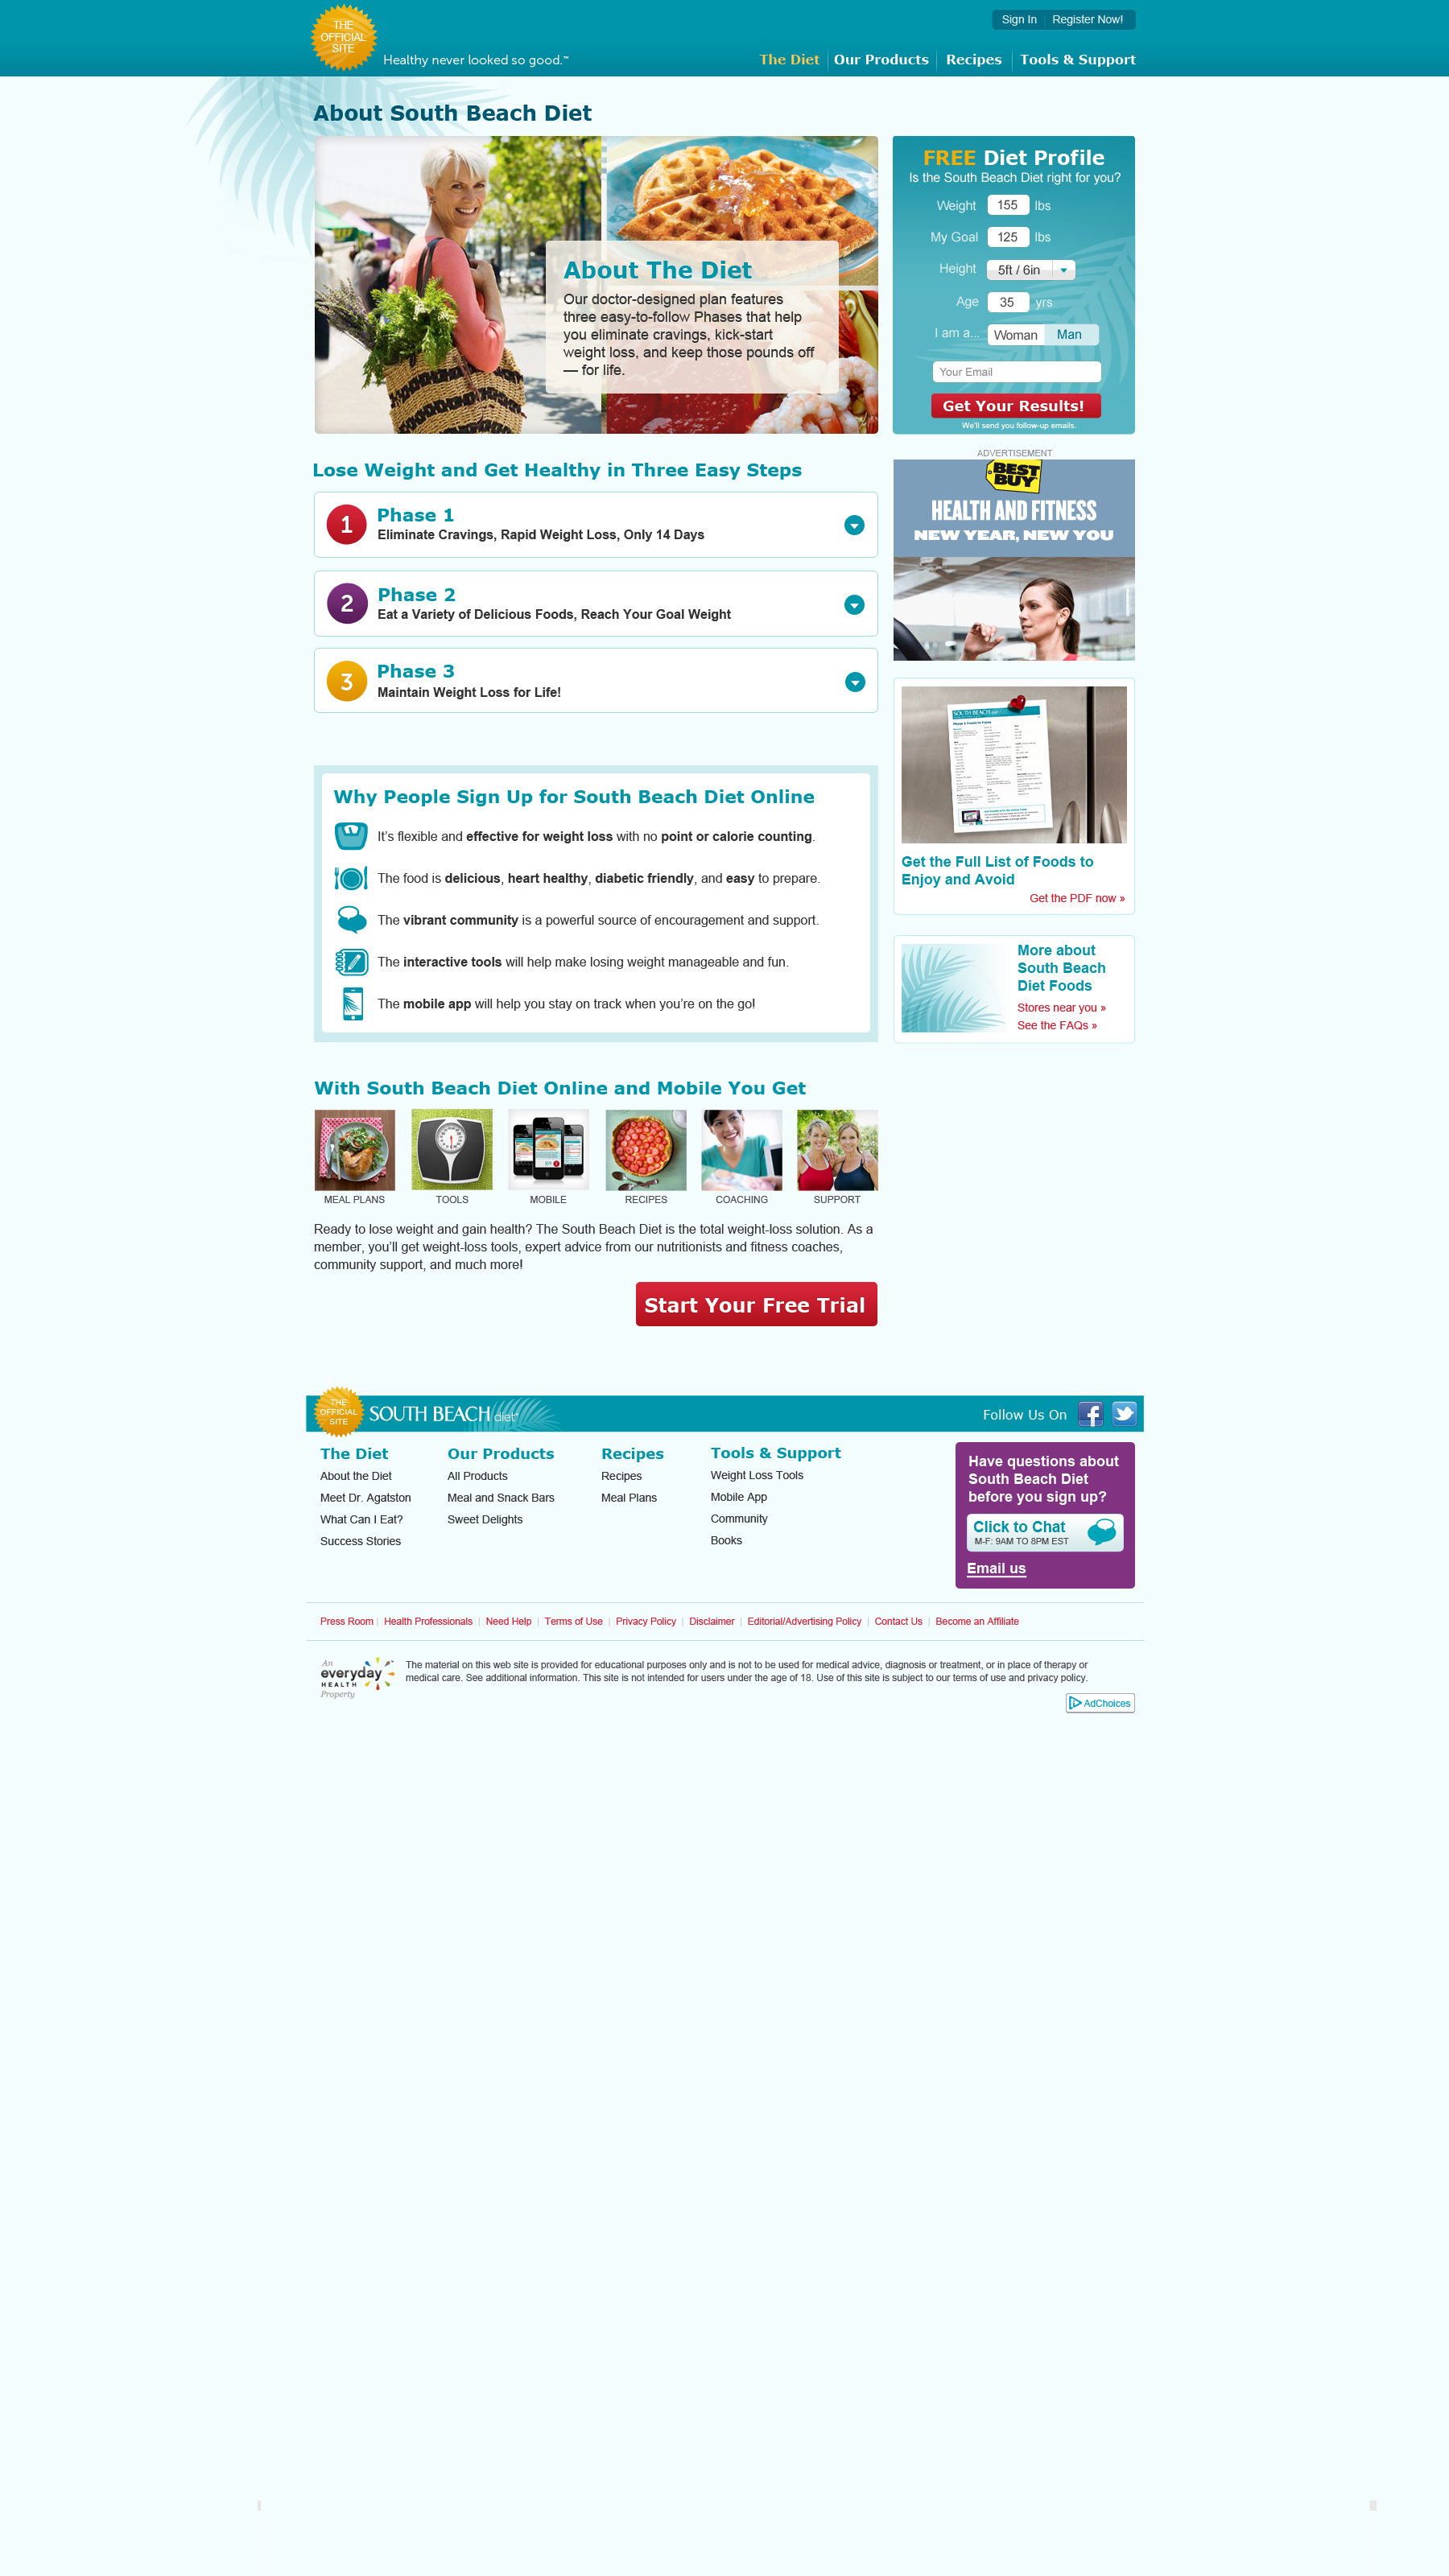 THE
OFFICIAL
SITE
Healthy never looked so good.™
Sign In | Register Now!
The Diet | Our Products | Recipes | Tools & Support
About South Beach Diet
About The Diet
Our doctor-designed plan features
three easy-to-follow Phases that help
you eliminate cravings, kick-start
weight loss, and keep those pounds off
— for life.
FREE Diet Profile
Is the South Beach Diet right for you?
Weight 155 lbs
My Goal 125 lbs
Height 5ft / 6in
Age 35 yrs
I am a... Woman Man
Your Email
Get Your Results!
We'll send you follow-up emails.
Lose Weight and Get Healthy in Three Easy Steps
1 Phase 1
Eliminate Cravings, Rapid Weight Loss, Only 14 Days
2 Phase 2
Eat a Variety of Delicious Foods, Reach Your Goal Weight
3 Phase 3
Maintain Weight Loss for Life!
ADVERTISEMENT
BEST
BUY
HEALTH AND FITNESS
NEW YEAR, NEW YOU
Why People Sign Up for South Beach Diet Online
It's flexible and effective for weight loss with no point or calorie counting.
The food is delicious, heart healthy, diabetic friendly, and easy to prepare.
The vibrant community is a powerful source of encouragement and support.
The interactive tools will help make losing weight manageable and fun.
The mobile app will help you stay on track when you're on the go!
SOUTH BEACH
Get the Full List of Foods to
Enjoy and Avoid
Get the PDF now »
More about
South Beach
Diet Foods
Stores near you »
See the FAQs »
With South Beach Diet Online and Mobile You Get
MEAL PLANS TOOLS MOBILE RECIPES COACHING SUPPORT
Ready to lose weight and gain health? The South Beach Diet is the total weight-loss solution. As a
member, you'll get weight-loss tools, expert advice from our nutritionists and fitness coaches,
community support, and much more!
Start Your Free Trial
THE
OFFICIAL
SITE
SOUTH BEACH diet
Follow Us On
The Diet
About the Diet
Meet Dr. Agatston
What Can I Eat?
Success Stories
Our Products
All Products
Meal and Snack Bars
Sweet Delights
Recipes
Recipes
Meal Plans
Tools & Support
Weight Loss Tools
Mobile App
Community
Books
Have questions about
South Beach Diet
before you sign up?
Click to Chat
M-F: 9AM TO 8PM EST
Email us
Press Room | Health Professionals | Need Help | Terms of Use | Privacy Policy | Disclaimer | Editorial/Advertising Policy | Contact Us | Become an Affiliate
An
everyday
HEALTH
Property
The material on this web site is provided for educational purposes only and is not to be used for medical advice, diagnosis or treatment, or in place of therapy or
medical care. See additional information. This site is not intended for users under the age of 18. Use of this site is subject to our terms of use and privacy policy.
AdChoices